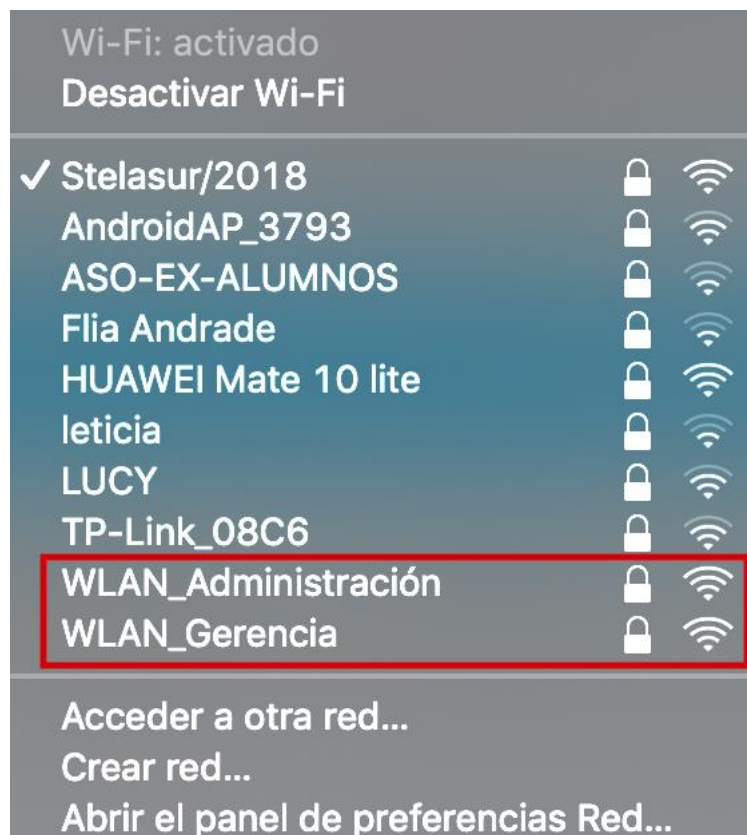 Wi-Fi: activado
Desactivar Wi-Fi
Stelasur/2018
AndroidAP_3793
ASO-EX-ALUMNOS
Flia Andrade
HUAWEI Mate 10 lite
leticia
LUCY
TP-Link_08C6
WLAN_Administración
WLAN_Gerencia
Acceder a otra red...
Crear red...
Abrir el panel de preferencias Red...